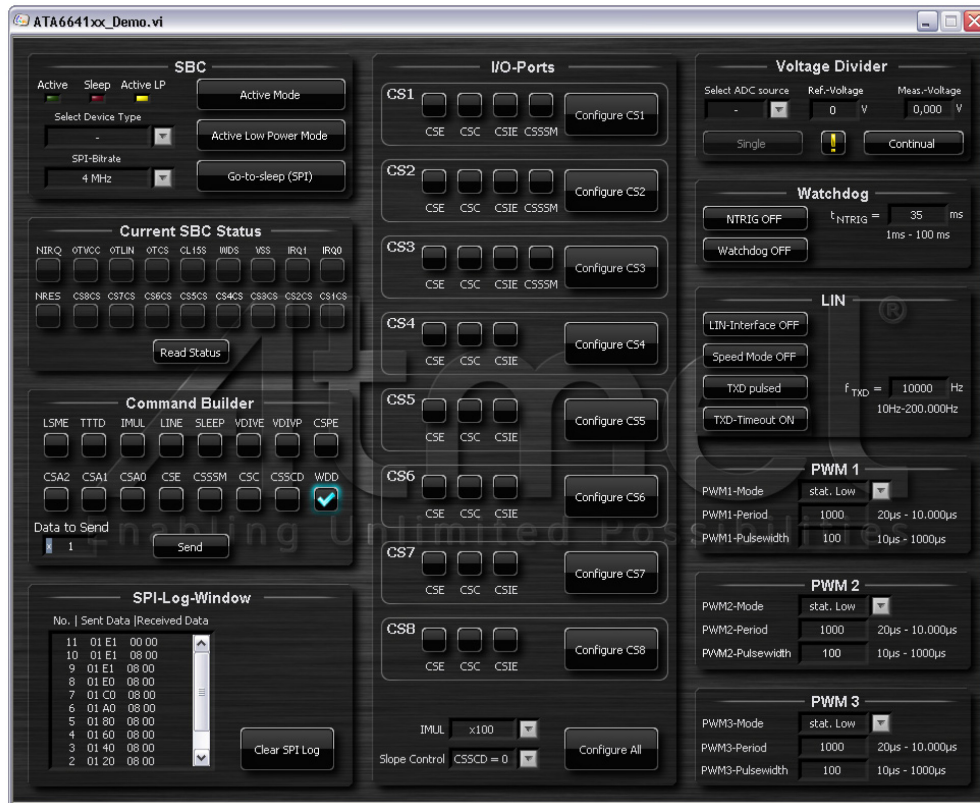 ATA6641xx_Demo.vi
SBC
Active Sleep Active LP
Active Mode
Select Device Type
-
Active Low Power Mode
SPI-Bitrate
4 MHz
Go-to-sleep (SPI)
Current SBC Status
NIRQ OTVCC OTLIN OTCS CL15S WDS VSS IRQ1 IRQ0
NRES CS8CS CS7CS CS6CS CS5CS CS4CS CS3CS CS2CS CS1CS
Read Status
Command Builder
LSME TTTD IMUL LINE SLEEP VDIVE VDIVP CSPE
CSA2 CSA1 CSA0 CSE CSSSM CSC CSSCD WDD
Data to Send
x 1
Send
SPI-Log-Window
No. | Sent Data |Received Data
11 01 E1 00 00
10 01 E1 08 00
9 01 E1 08 00
8 01 E0 08 00
7 01 C0 08 00
6 01 A0 08 00
5 01 80 08 00
4 01 60 08 00
3 01 40 08 00
2 01 20 08 00
Clear SPI Log
I/O-Ports
CS1
Configure CS1
CSE CSC CSIE CSSSM
CS2
Configure CS2
CSE CSC CSIE CSSSM
CS3
Configure CS3
CSE CSC CSIE CSSSM
CS4
Configure CS4
CSE CSC CSIE
CS5
Configure CS5
CSE CSC CSIE
CS6
Configure CS6
CSE CSC CSIE
CS7
Configure CS7
CSE CSC CSIE
CS8
Configure CS8
CSE CSC CSIE
IMUL x100
Slope Control CSSCD = 0
Configure All
Voltage Divider
Select ADC source Ref.-Voltage Meas.-Voltage
- 0 V 0,000 V
Single ! Continual
Watchdog
NTRIG OFF tNTRIG = 35 ms
1ms - 100 ms
Watchdog OFF
LIN
LIN-Interface OFF
Speed Mode OFF
TXD pulsed fTXD = 10000 Hz
10Hz-200.000Hz
TXD-Timeout ON
PWM 1
PWM1-Mode stat. Low
PWM1-Period 1000 20µs - 10.000µs
PWM1-Pulsewidth 100 10µs - 1000µs
PWM 2
PWM2-Mode stat. Low
PWM2-Period 1000 20µs - 10.000µs
PWM2-Pulsewidth 100 10µs - 1000µs
PWM 3
PWM3-Mode stat. Low
PWM3-Period 1000 20µs - 10.000µs
PWM3-Pulsewidth 100 10µs - 1000µs
Atmel ®
Enabling Unlimited Possibilities